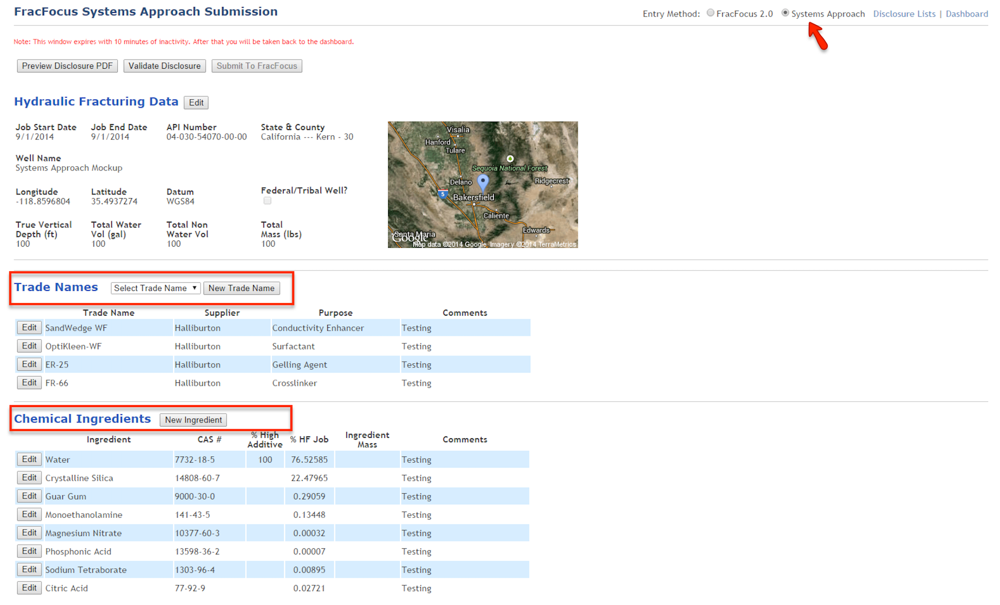 FracFocus Systems Approach Submission
Entry Method: FracFocus 2.0 Systems Approach Disclosure Lists | Dashboard
Note: This window expires with 10 minutes of inactivity. After that you will be taken back to the dashboard.
Preview Disclosure PDF Validate Disclosure Submit To FracFocus
Hydraulic Fracturing Data Edit
Job Start Date Job End Date API Number State & County
9/1/2014 9/1/2014 04-030-54070-00-00 California --- Kern - 30
Well Name
Systems Approach Mockup
Longitude Latitude Datum Federal/Tribal Well?
-118.8596804 35.4937274 WGS84
True Vertical Total Water Total Non Total
Depth (ft) Vol (gal) Water Vol Mass (lbs)
100 100 100 100
Visalia
Hanford
Tulare
Sequoia National Forest
Delano Ridgecrest
5
Bakersfield
Caliente
Edwards
Santa Maria
Google
Map data ©2014 Google, Imagery ©2014 TerraMetrics
Trade Names Select Trade Name New Trade Name
Trade Name Supplier Purpose Comments
Edit SandWedge WF Halliburton Conductivity Enhancer Testing
Edit OptiKleen-WF Halliburton Surfactant Testing
Edit ER-25 Halliburton Gelling Agent Testing
Edit FR-66 Halliburton Crosslinker Testing
Chemical Ingredients New Ingredient
Ingredient CAS # % High Additive % HF Job Ingredient Mass Comments
Edit Water 7732-18-5 100 76.52585 Testing
Edit Crystalline Silica 14808-60-7 22.47965 Testing
Edit Guar Gum 9000-30-0 0.29059 Testing
Edit Monoethanolamine 141-43-5 0.13448 Testing
Edit Magnesium Nitrate 10377-60-3 0.00032 Testing
Edit Phosphonic Acid 13598-36-2 0.00007 Testing
Edit Sodium Tetraborate 1303-96-4 0.00895 Testing
Edit Citric Acid 77-92-9 0.02721 Testing